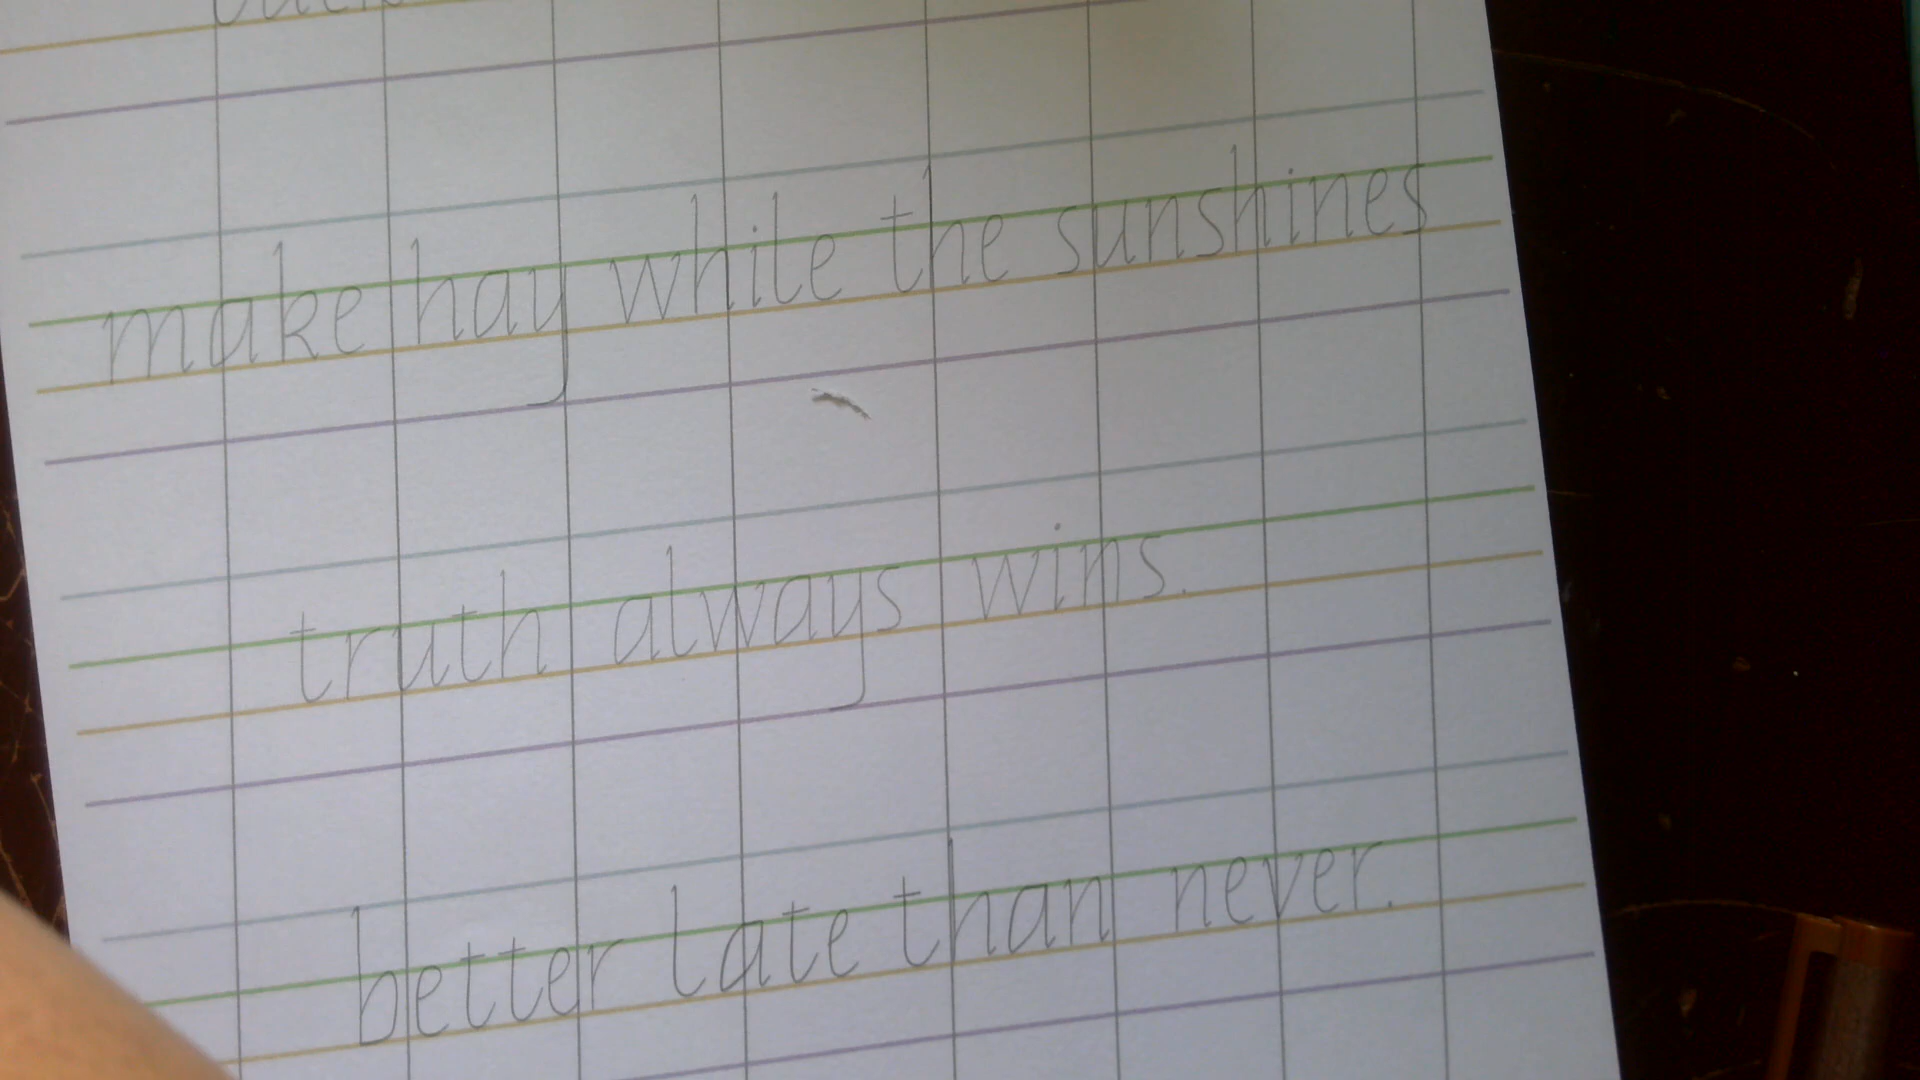 make hay while the sunshines
truth always wins.
better late than never.